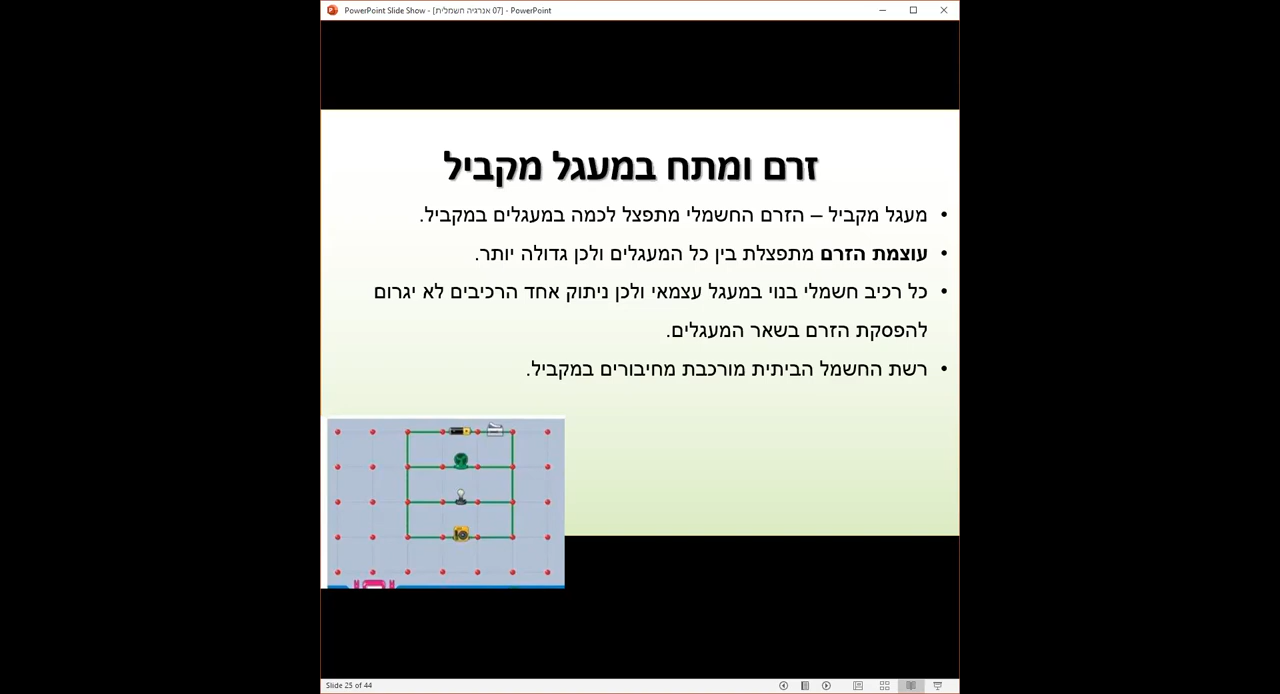 PowerPoint Slide Show - [07 אנרגיה חשמלית] - PowerPoint
זרם ומתח במעגל מקביל
• מעגל מקביל – הזרם החשמלי מתפצל לכמה במעגלים במקביל.
• עוצמת הזרם מתפצלת בין כל המעגלים ולכן גדולה יותר.
• כל רכיב חשמלי בנוי במעגל עצמאי ולכן ניתוק אחד הרכיבים לא יגרום
להפסקת הזרם בשאר המעגלים.
• רשת החשמל הביתית מורכבת מחיבורים במקביל.
Slide 25 of 44